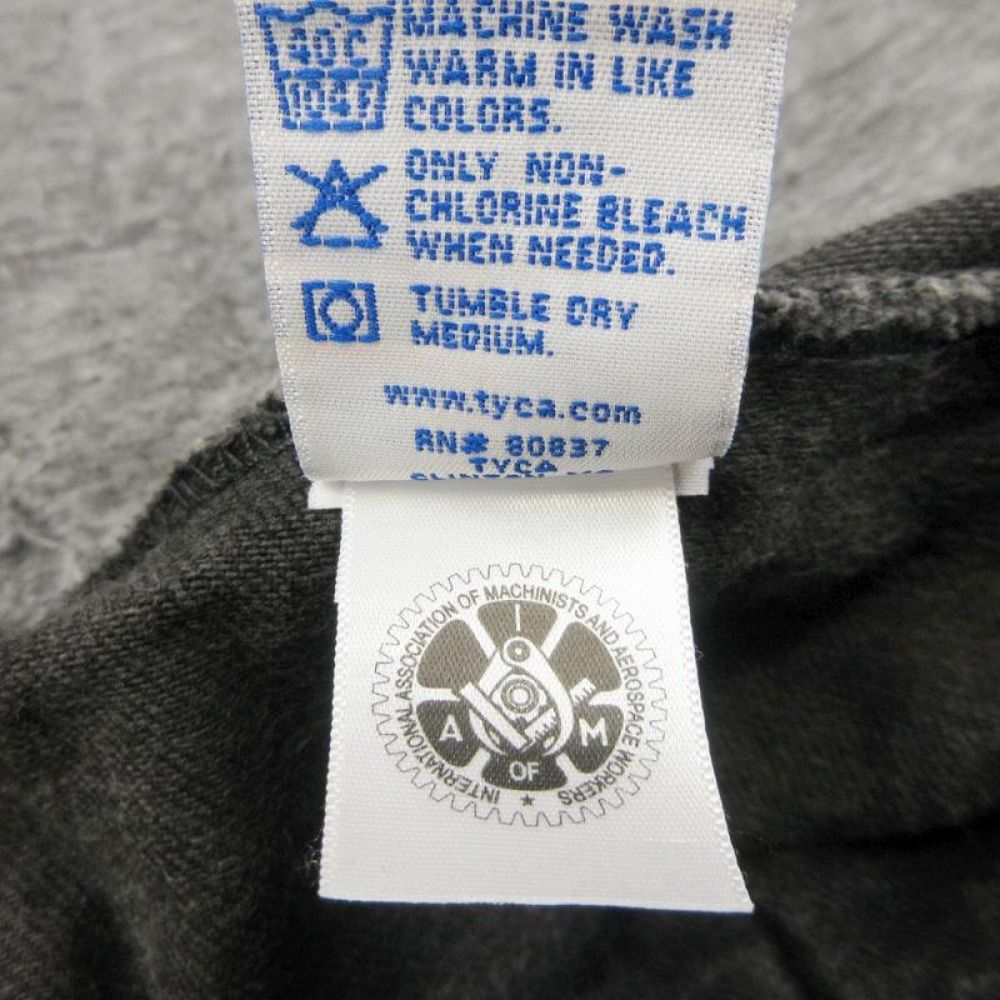 40C
104F
MACHINE WASH
WARM IN LIKE
COLORS.
ONLY NON-
CHLORINE BLEACH
WHEN NEEDED.
TUMBLE DRY
MEDIUM.
www.tyca.com
RN# 80837
TYCA
INTERNATIONAL ASSOCIATION OF MACHINISTS AND AEROSPACE WORKERS
I
A M
OF